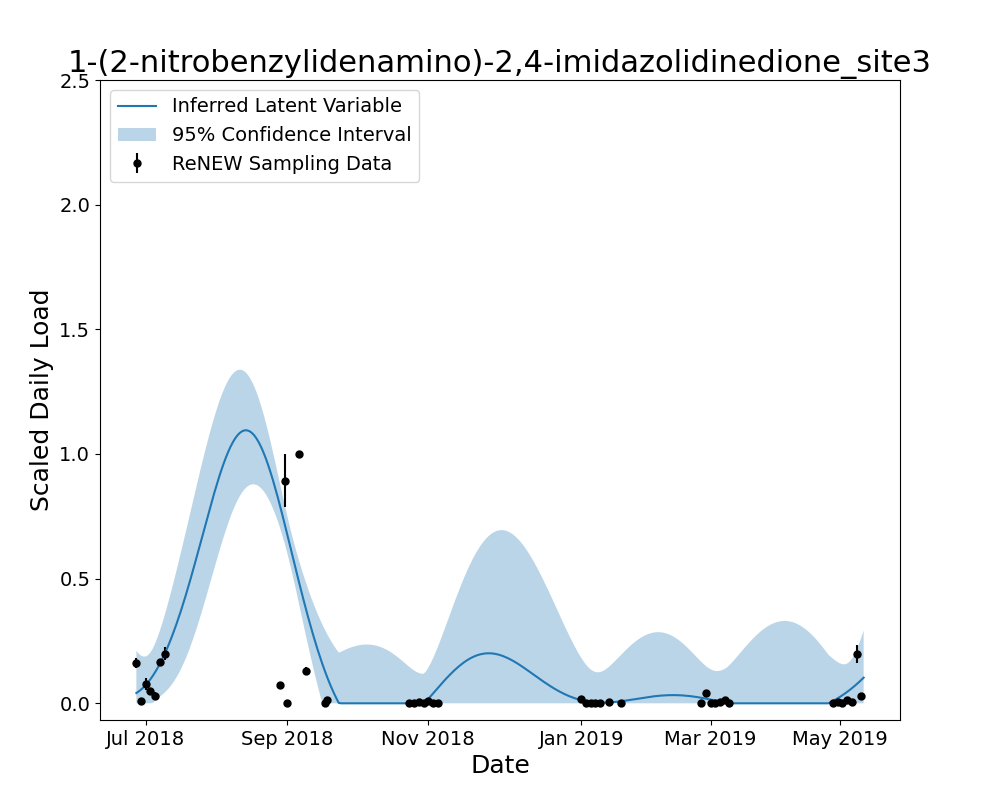 1-(2-nitrobenzylidenamino)-2,4-imidazolidinedione_site3
2.5
2.0
1.5
1.0
0.5
0.0
Scaled Daily Load
Inferred Latent Variable
95% Confidence Interval
ReNEW Sampling Data
Jul 2018
Sep 2018
Nov 2018
Jan 2019
Mar 2019
May 2019
Date